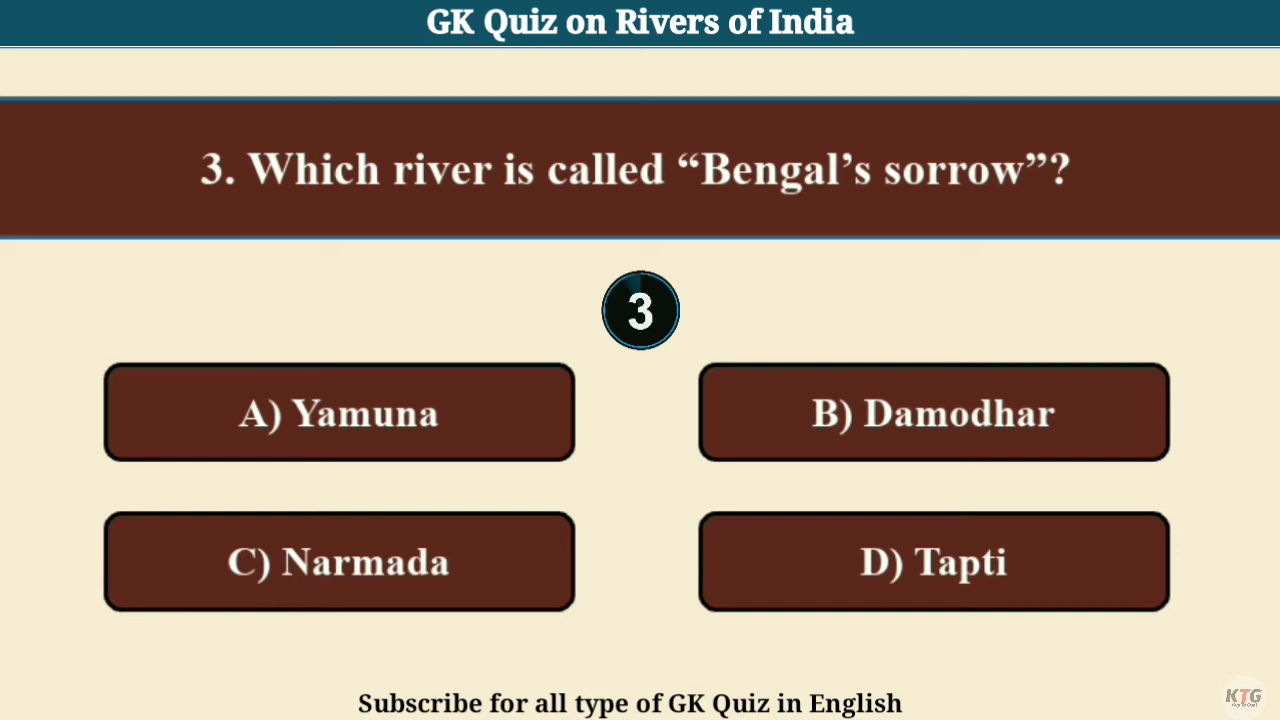 GK Quiz on Rivers of India
3. Which river is called “Bengal’s sorrow”?
3
A) Yamuna
B) Damodhar
C) Narmada
D) Tapti
Subscribe for all type of GK Quiz in English
KTG